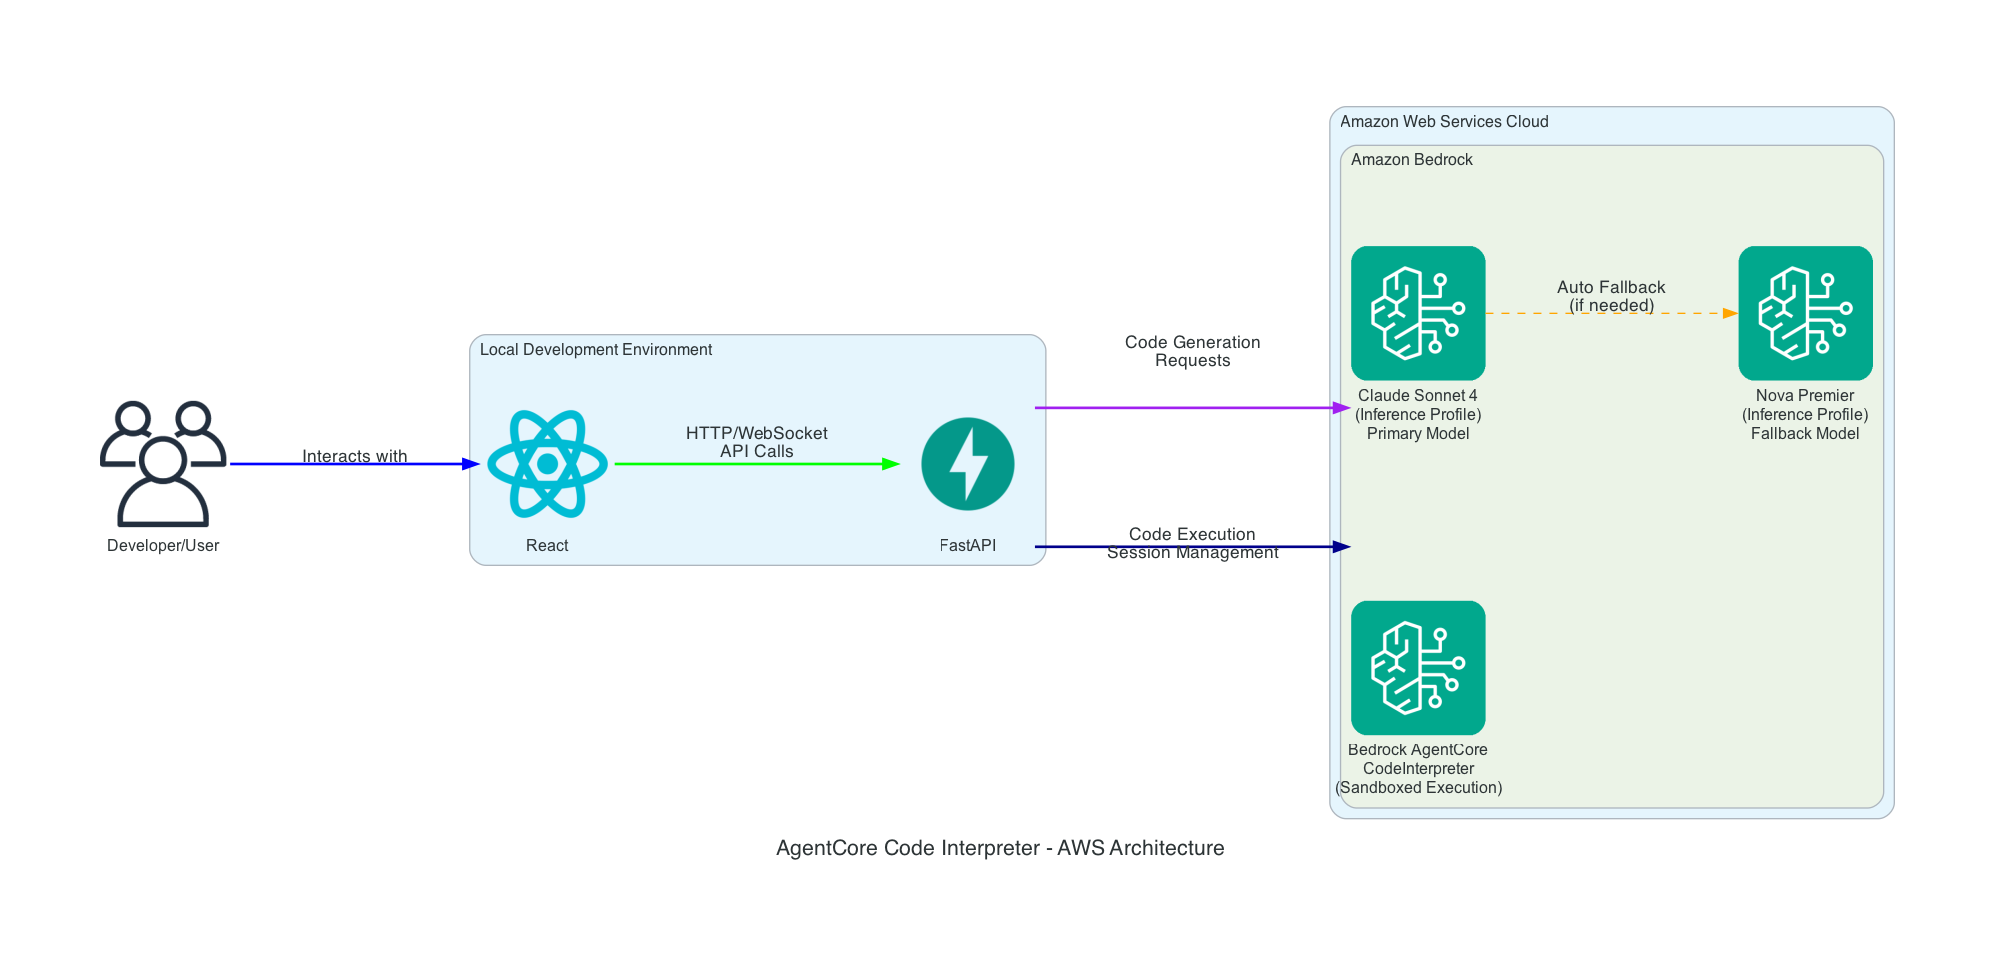 Amazon Web Services Cloud
Amazon Bedrock
Auto Fallback
(if needed)
Code Generation
Requests
Local Development Environment
Claude Sonnet 4
(Inference Profile)
Primary Model
Nova Premier
(Inference Profile)
Fallback Model
HTTP/WebSocket
API Calls
Interacts with
Developer/User
React
FastAPI
Code Execution
Session Management
Bedrock AgentCore
CodeInterpreter
(Sandboxed Execution)
AgentCore Code Interpreter - AWS Architecture